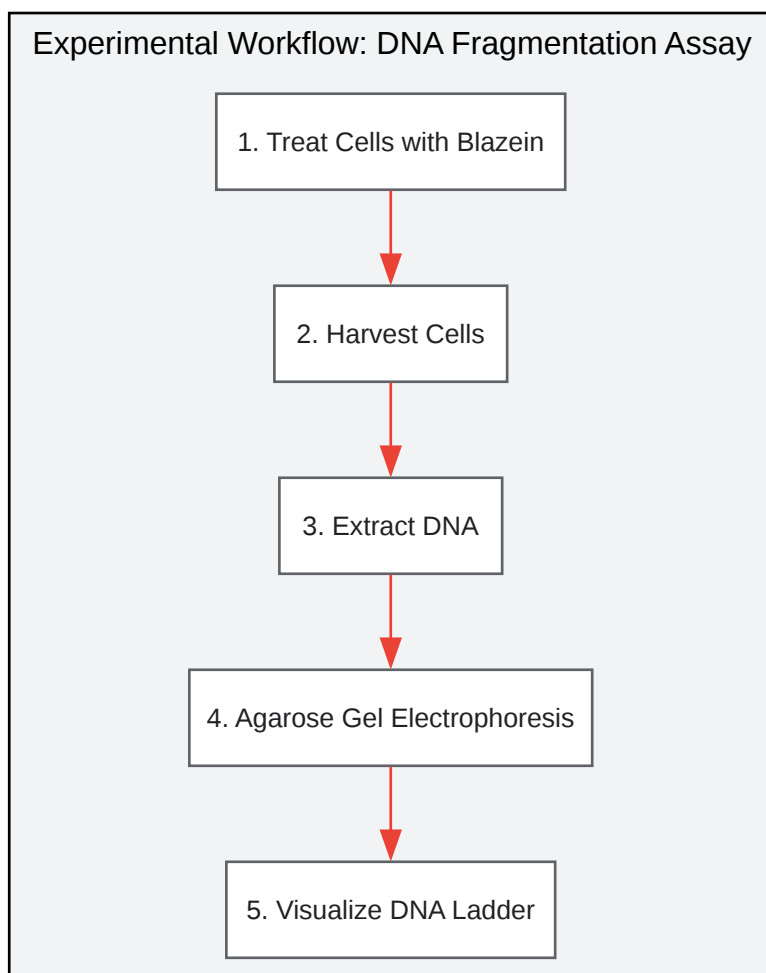 Experimental Workflow: DNA Fragmentation Assay
1. Treat Cells with Blazein
2. Harvest Cells
3. Extract DNA
4. Agarose Gel Electrophoresis
5. Visualize DNA Ladder